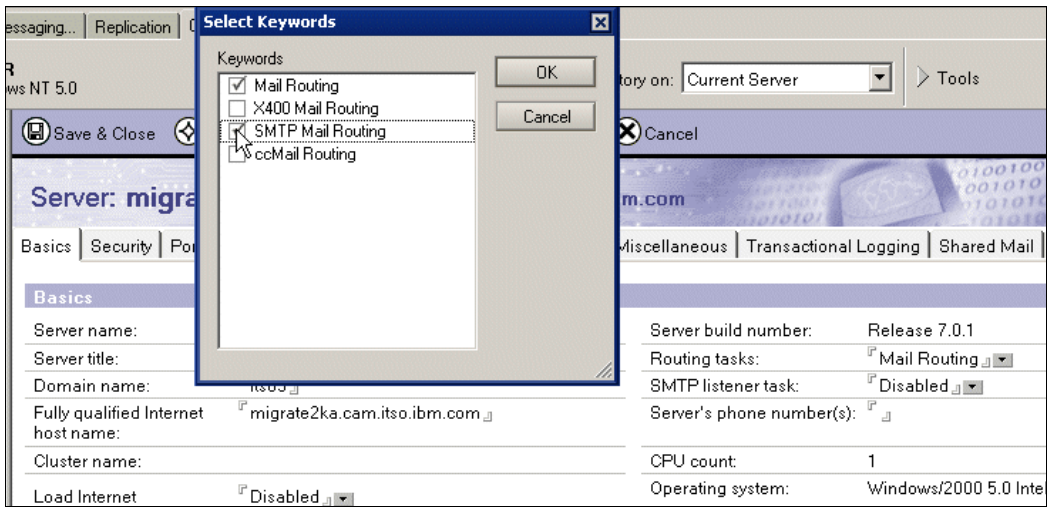 essaging... Replication
Select Keywords
Keywords
Mail Routing
X400 Mail Routing
SMTP Mail Routing
ccMail Routing
OK
Cancel
ws NT 5.0
tory on: Current Server
Tools
Save & Close
Cancel
Server: migra
m.com
Basics Security Por
Miscellaneous Transactional Logging Shared Mail
Basics
Server name:
Server build number: Release 7.0.1
Server title:
Routing tasks: Mail Routing
Domain name: itso5
SMTP listener task: Disabled
Fully qualified Internet host name: migrate2ka.cam.itso.ibm.com
Server's phone number(s):
Cluster name:
CPU count: 1
Load Internet Disabled
Operating system: Windows/2000 5.0 Intel